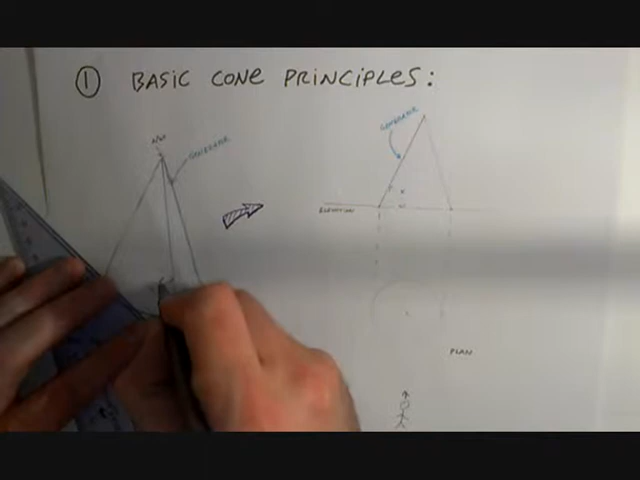 ① BASIC CONE PRINCIPLES:
GENERATOR
GENERATOR
ELEVATION
PLAN